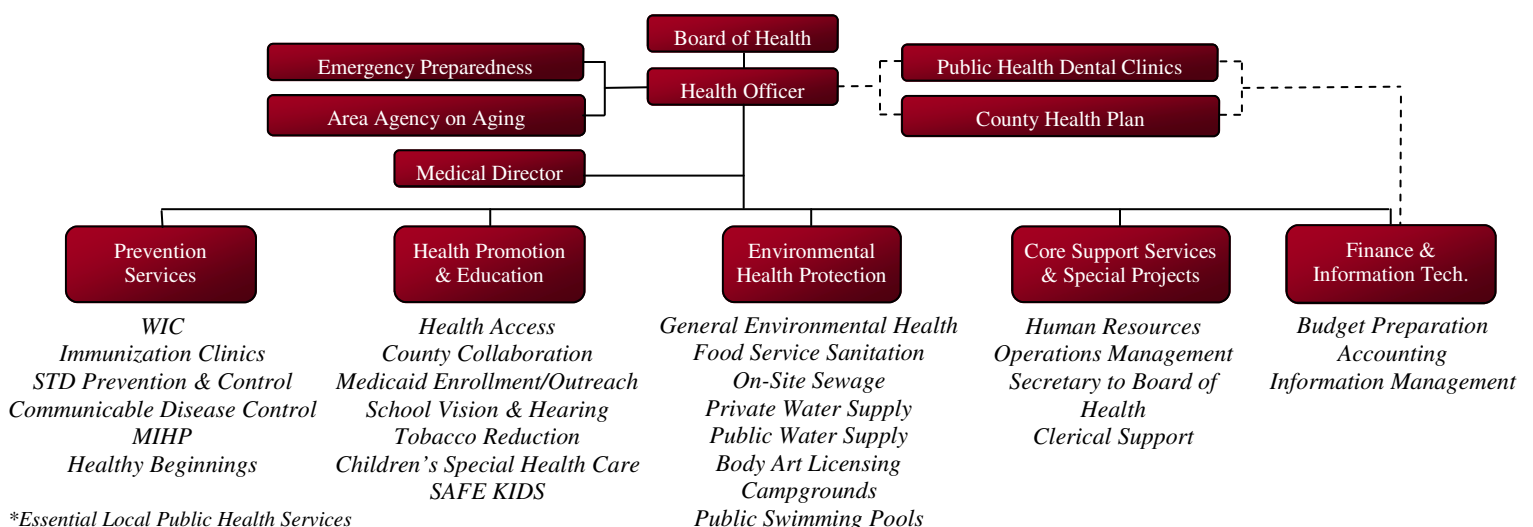 Board of Health
Emergency Preparedness
Public Health Dental Clinics
Health Officer
Area Agency on Aging
County Health Plan
Medical Director
Prevention
Services
WIC
Immunization Clinics
STD Prevention & Control
Communicable Disease Control
MIHP
Healthy Beginnings
Health Promotion
& Education
Health Access
County Collaboration
Medicaid Enrollment/Outreach
School Vision & Hearing
Tobacco Reduction
Children's Special Health Care
SAFE KIDS
Environmental
Health Protection
General Environmental Health
Food Service Sanitation
On-Site Sewage
Private Water Supply
Public Water Supply
Body Art Licensing
Campgrounds
Public Swimming Pools
Core Support Services
& Special Projects
Human Resources
Operations Management
Secretary to Board of
Health
Clerical Support
Finance &
Information Tech.
Budget Preparation
Accounting
Information Management
*Essential Local Public Health Services